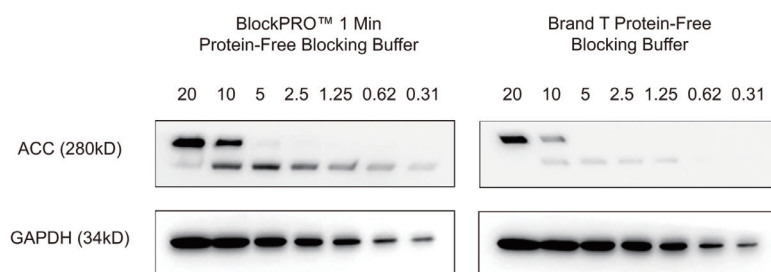 BlockPRO™ 1 Min
Protein-Free Blocking Buffer
Brand T Protein-Free
Blocking Buffer
20 10 5 2.5 1.25 0.62 0.31
20 10 5 2.5 1.25 0.62 0.31
ACC (280kD)
GAPDH (34kD)